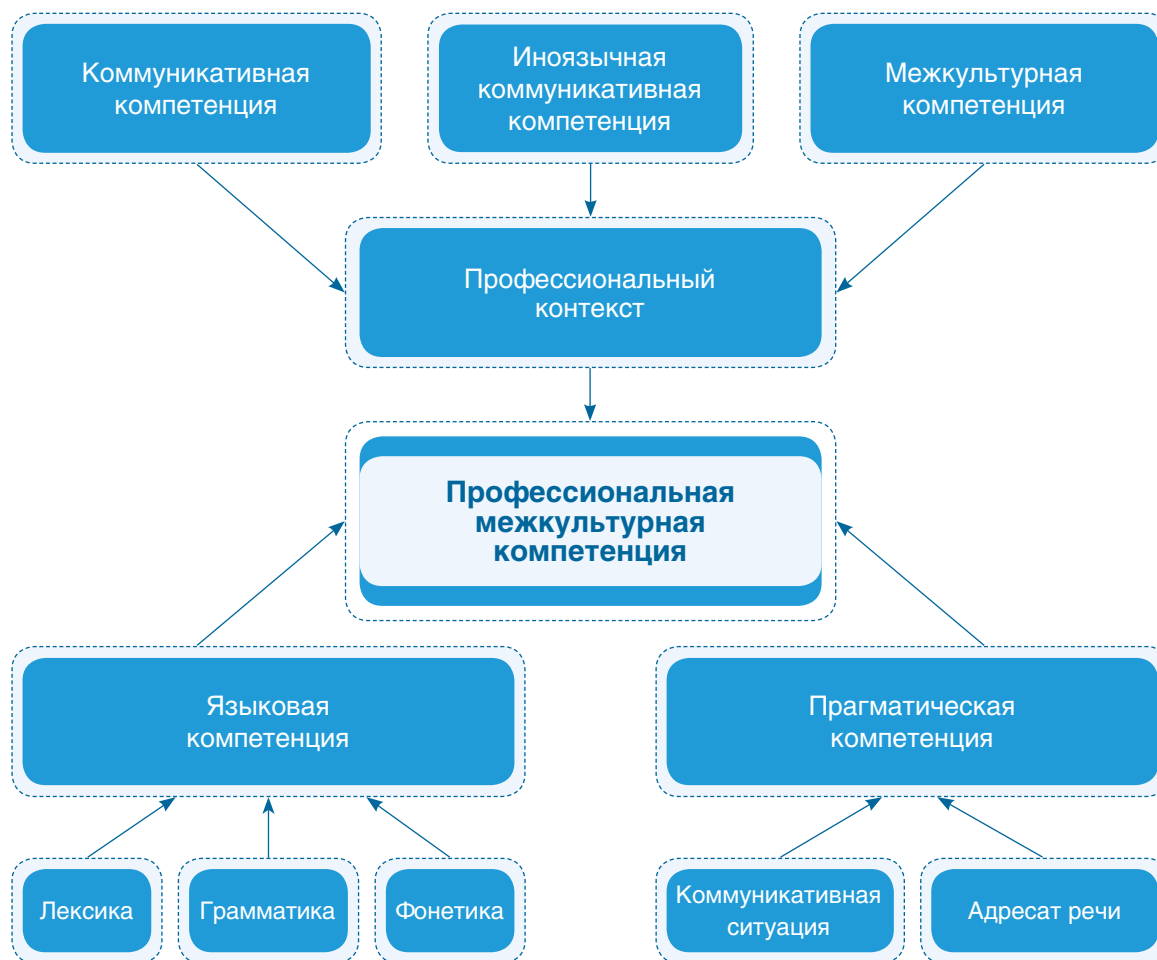 Коммуникативная
компетенция
Иноязычная
коммуникативная
компетенция
Межкультурная
компетенция
Профессиональный
контекст
Профессиональная
межкультурная
компетенция
Языковая
компетенция
Прагматическая
компетенция
Лексика
Грамматика
Фонетика
Коммуникативная
ситуация
Адресат речи